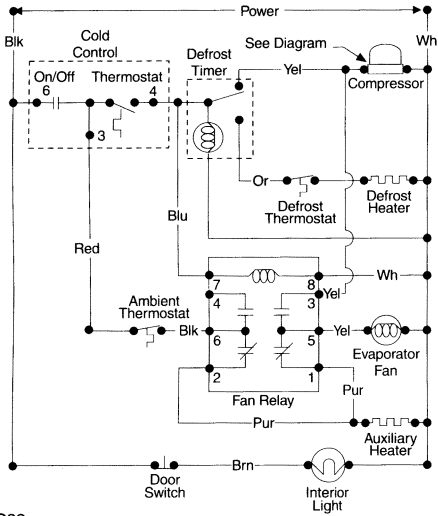 Power
Blk
Cold
Control
See Diagram
Wh
Defrost
Timer
On/Off
Thermostat
Yel
Compressor
6
4
3
Or
Defrost
Thermostat
Defrost
Heater
Blu
Red
7
8
Wh
4
3
Yel
Ambient
Thermostat
Blk
6
5
Yel
Evaporator
Fan
2
1
Pur
Fan Relay
Pur
Auxiliary
Heater
Brn
Door
Switch
Interior
Light